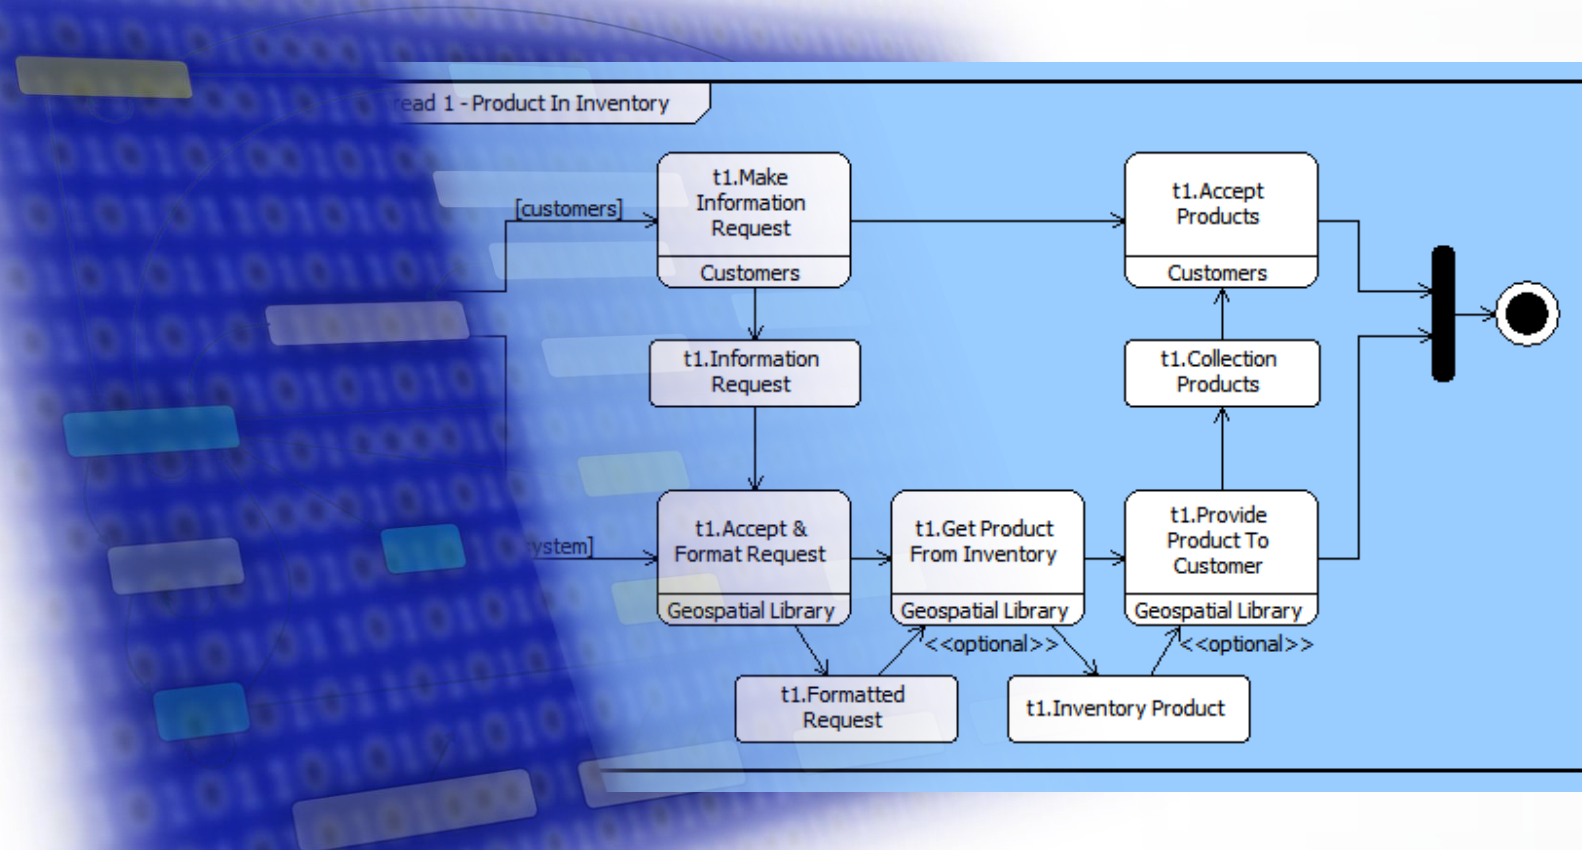 read 1 - Product In Inventory
[customers]
t1.Make
Information
Request
Customers
t1.Accept
Products
Customers
t1.Information
Request
t1.Collection
Products
ystem]
t1.Accept &
Format Request
Geospatial Library
t1.Get Product
From Inventory
Geospatial Library
t1.Provide
Product To
Customer
Geospatial Library
<<optional>>
<<optional>>
t1.Formatted
Request
t1.Inventory Product